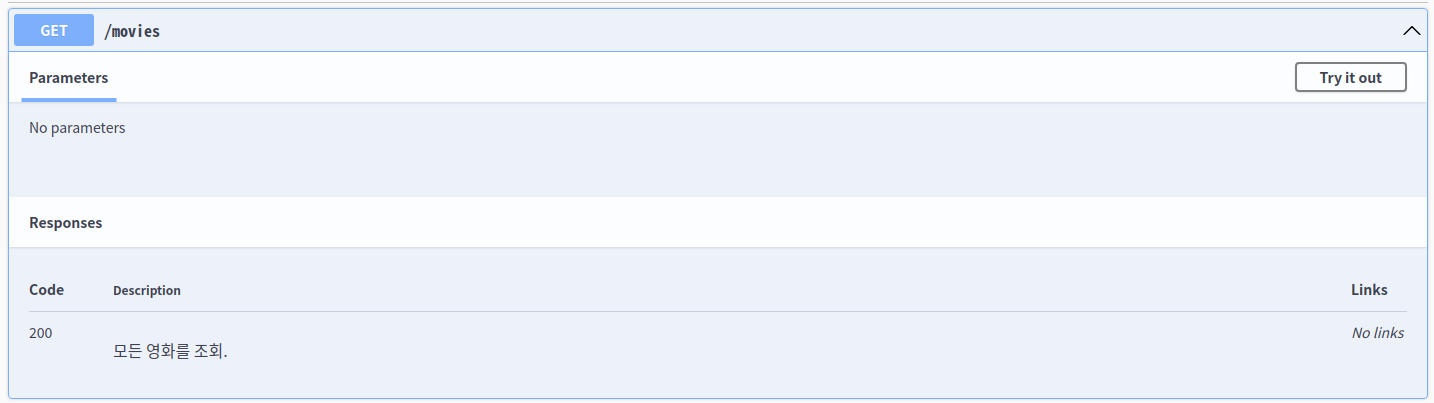 GET /movies
Parameters Try it out
No parameters
Responses
Code Description Links
200 No links
모든 영화를 조회.